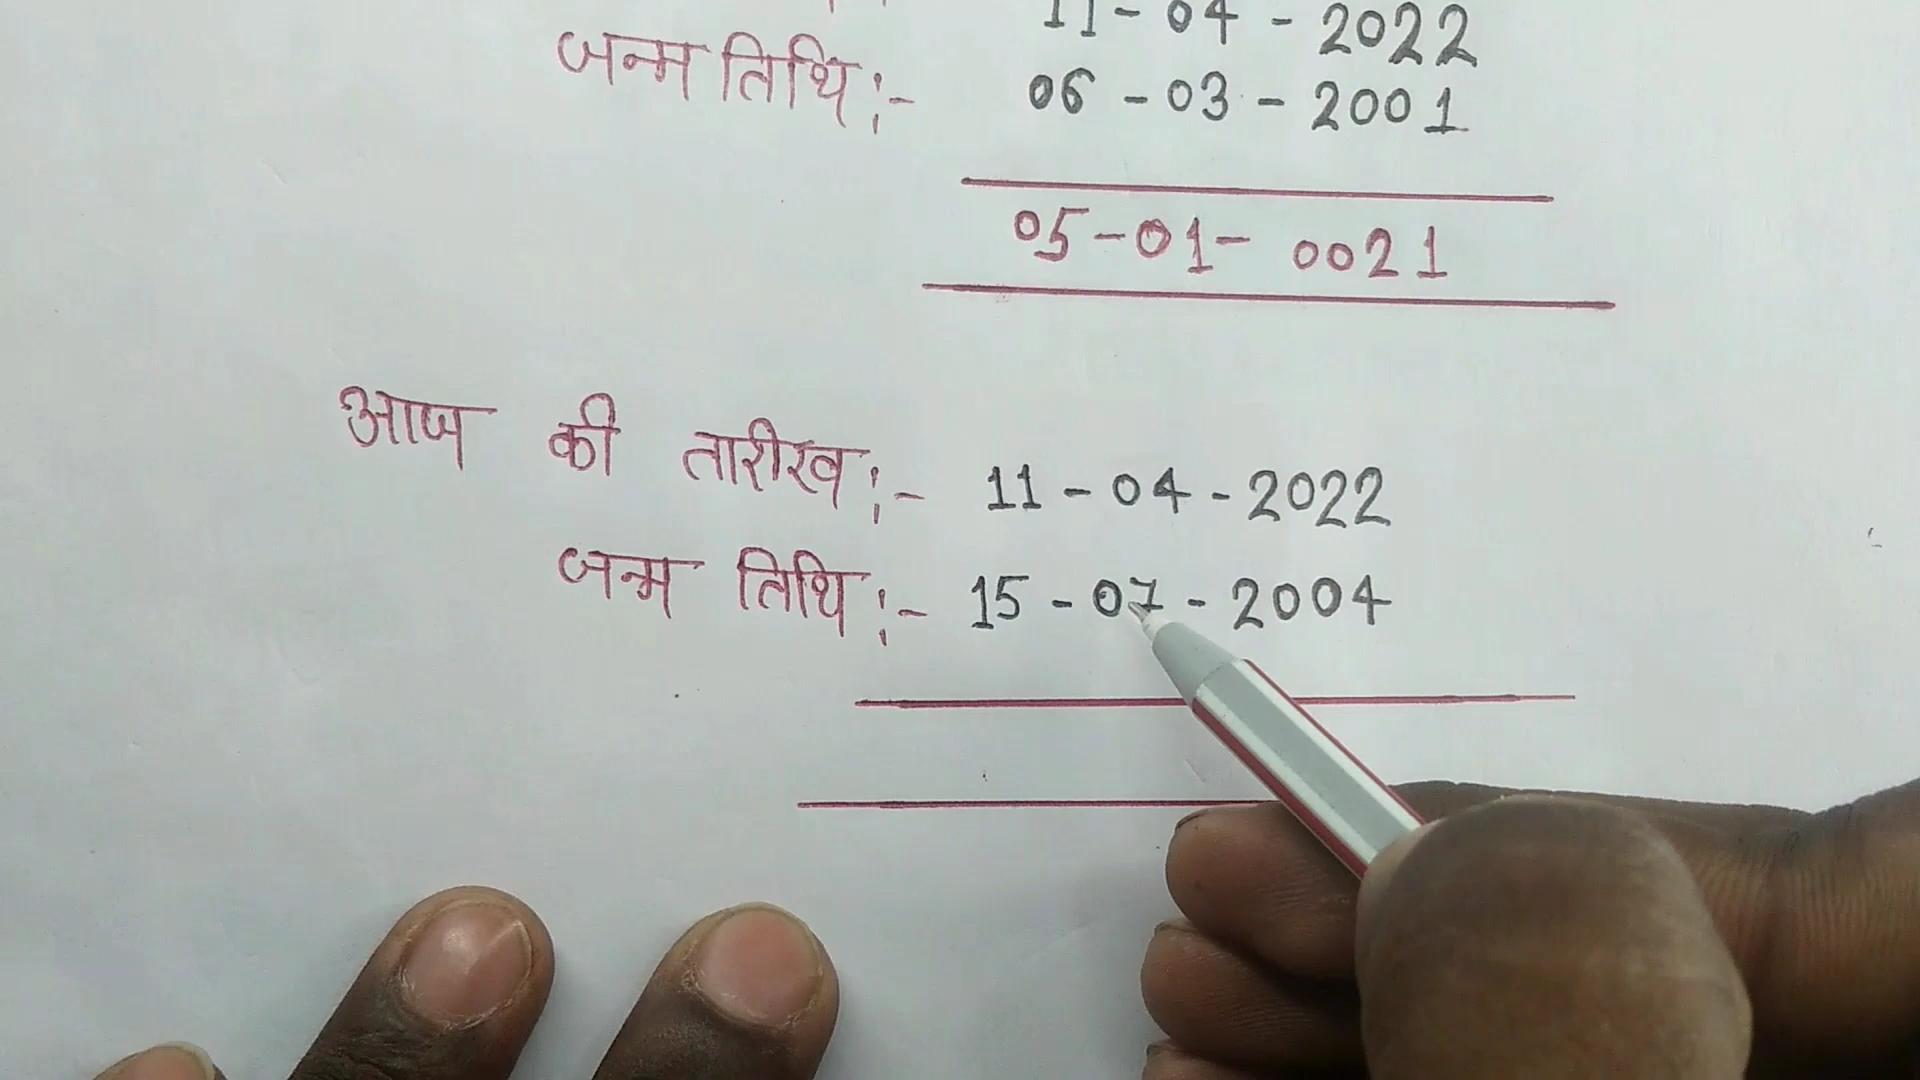 11 - 04 - 2022
जन्म तिथि :- 06 - 03 - 2001
05 - 01 - 0021
आज की तारीख :- 11 - 04 - 2022
जन्म तिथि :- 15 - 07 - 2004